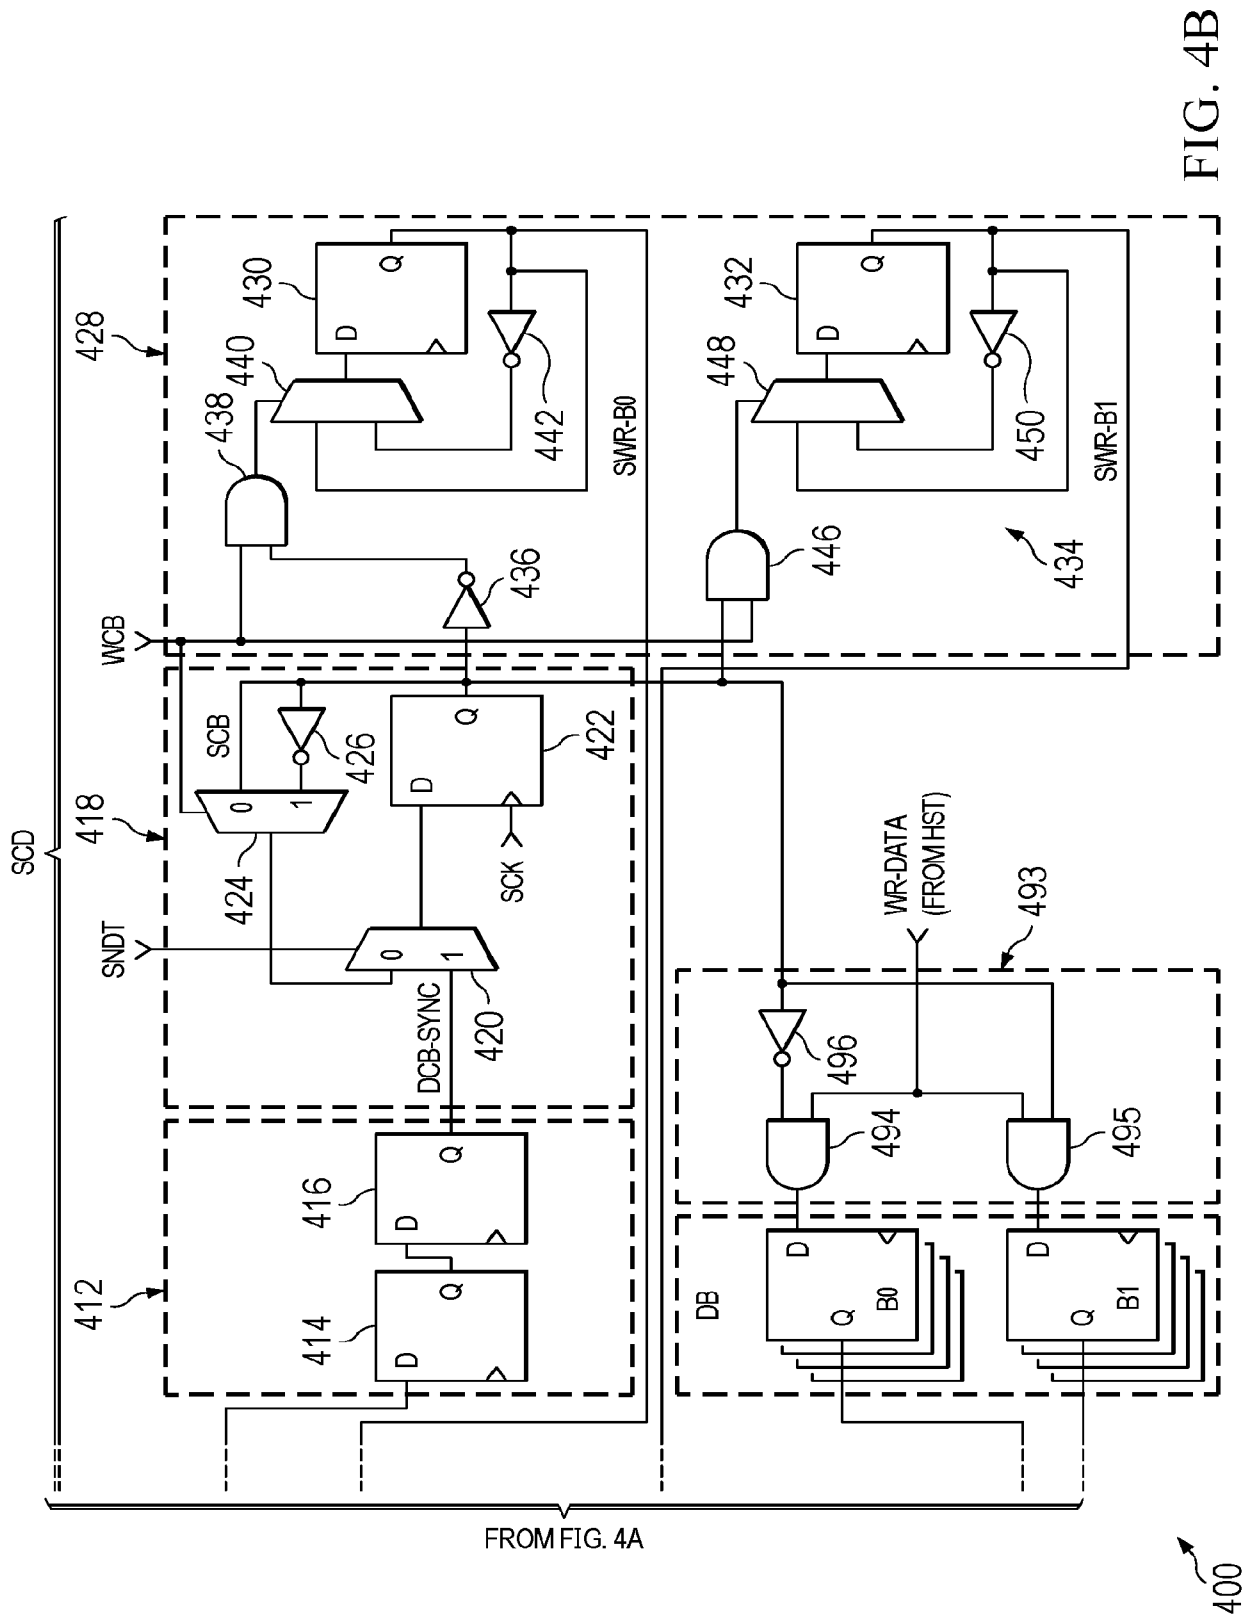 SCD
412
418
428
SNDT
WCB
SCB
0
1
424
426
438
440
430
D
Q
442
436
414
D
Q
416
D
Q
DCB-SYNC
0
1
420
SCK
D
Q
422
SWR-B0
DB
D
Q
B0
D
Q
B1
496
494
495
493
WR-DATA
(FROM HST)
446
448
432
D
Q
450
434
SWR-B1
FROM FIG. 4A
400
FIG. 4B